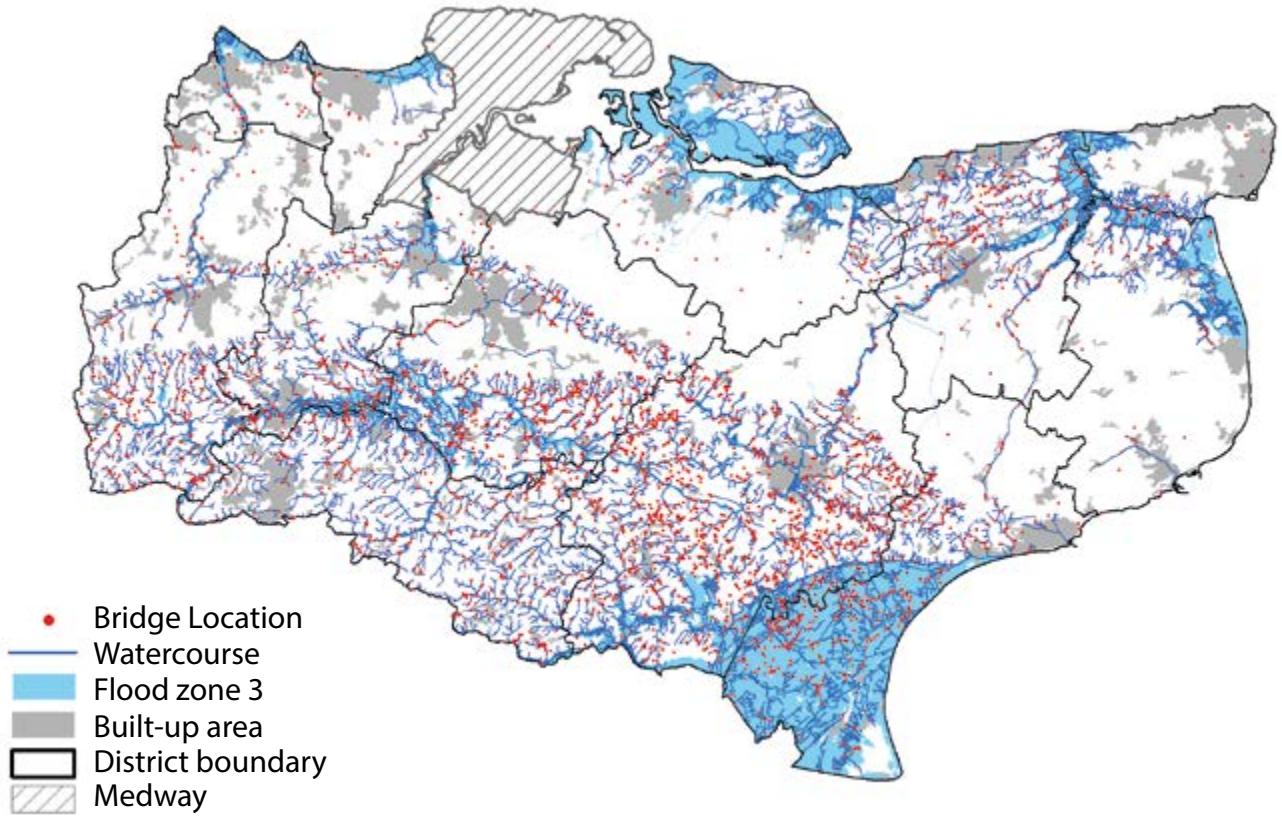 Bridge Location
Watercourse
Flood zone 3
Built-up area
District boundary
Medway